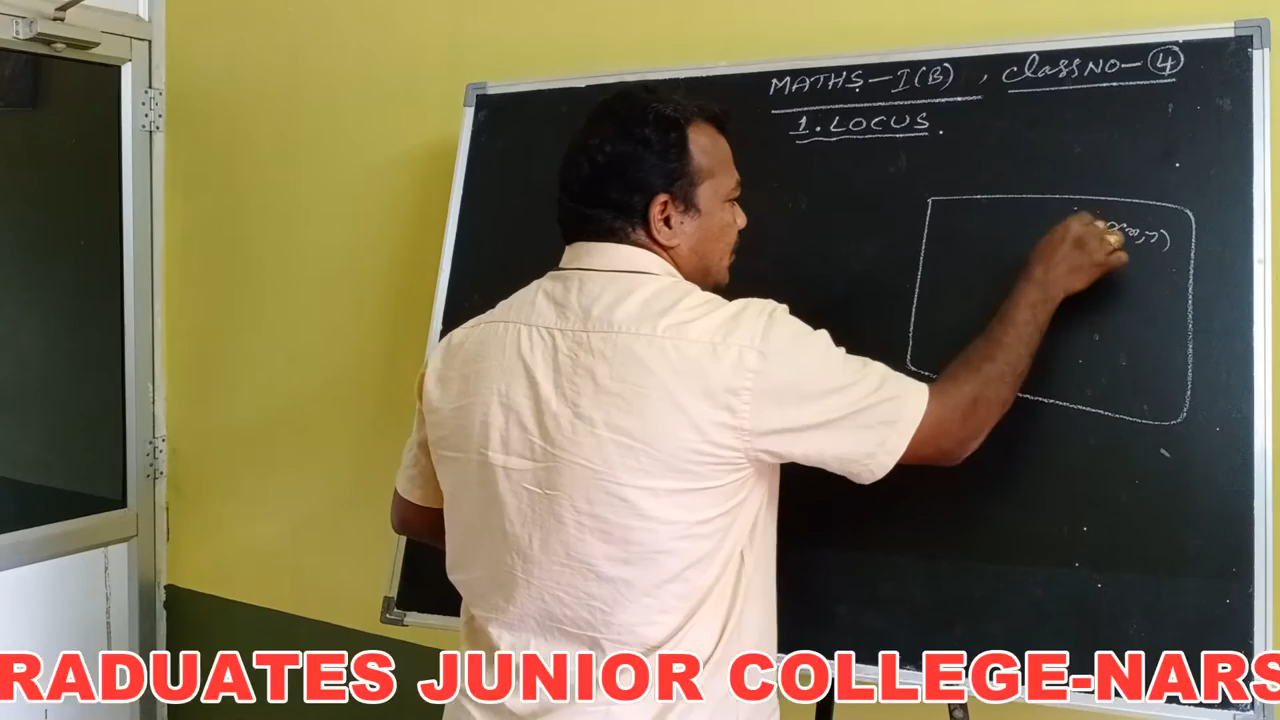 MATHS-I(B), Class NO-4
1. LOCUS.
RADUATES JUNIOR COLLEGE-NARS